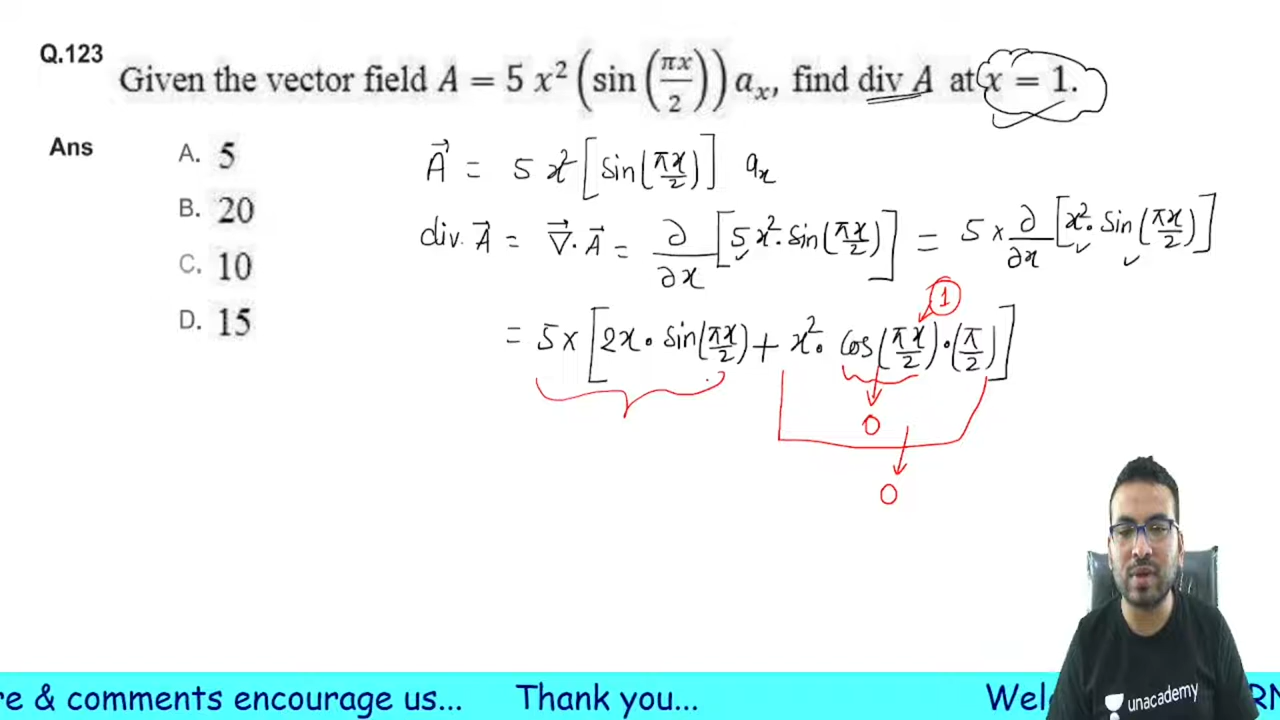 Q.123
Given the vector field A = 5 x² (sin (πx/2)) aₓ, find div A at x = 1.
Ans
A. 5
B. 20
C. 10
D. 15
A⃗ = 5 x² [sin(πx/2)] aₓ
div. A⃗ = ∇⃗ . A⃗ = ∂/∂x [5x². sin(πx/2)] = 5 × ∂/∂x [x². sin(πx/2)]
1
= 5 × [2x . sin(πx/2) + x² . cos(πx/2) . (π/2)]
0
0
unacademy
re & comments encourage us... Thank you... Wel